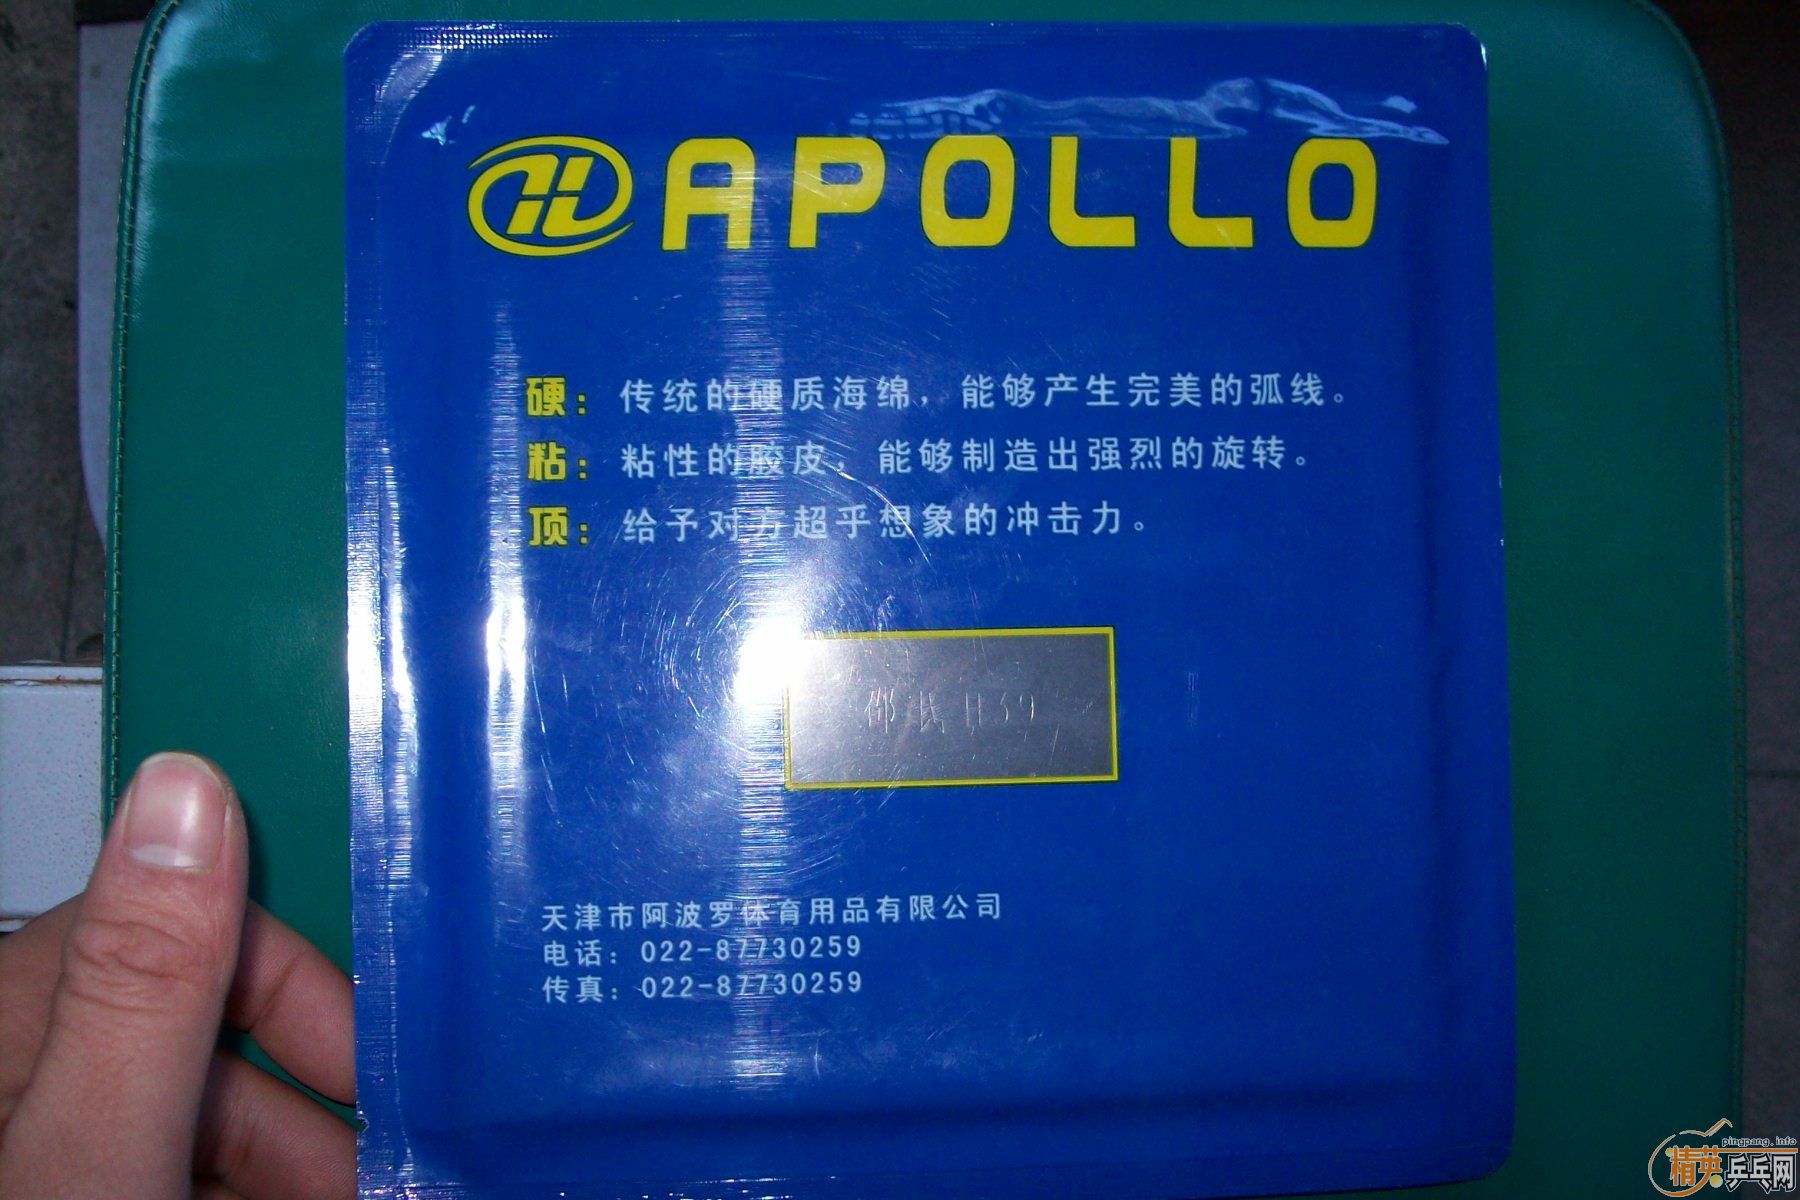 APOLLO
硬：传统的硬质海绵，能够产生完美的弧线。
粘：粘性的胶皮，能够制造出强烈的旋转。
顶：给予对方超乎想象的冲击力。
邵 H39
天津市阿波罗体育用品有限公司
电话：022-87730259
传真：022-87730259
pingpang.info
精英乒乓网